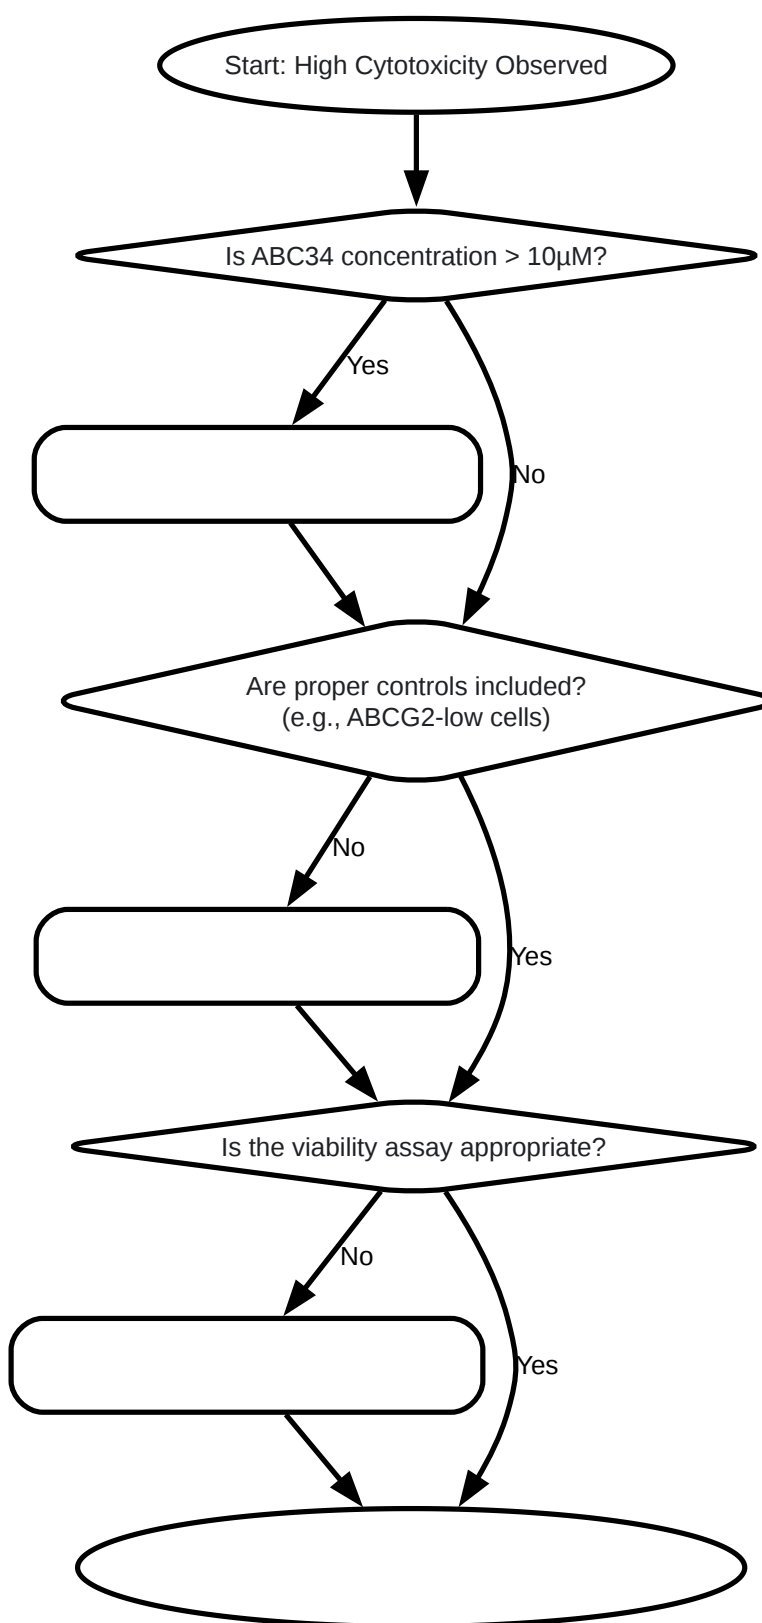 Start: High Cytotoxicity Observed
Is ABC34 concentration > 10µM?
Yes
No
Are proper controls included?
(e.g., ABCG2-low cells)
No
Yes
Is the viability assay appropriate?
No
Yes